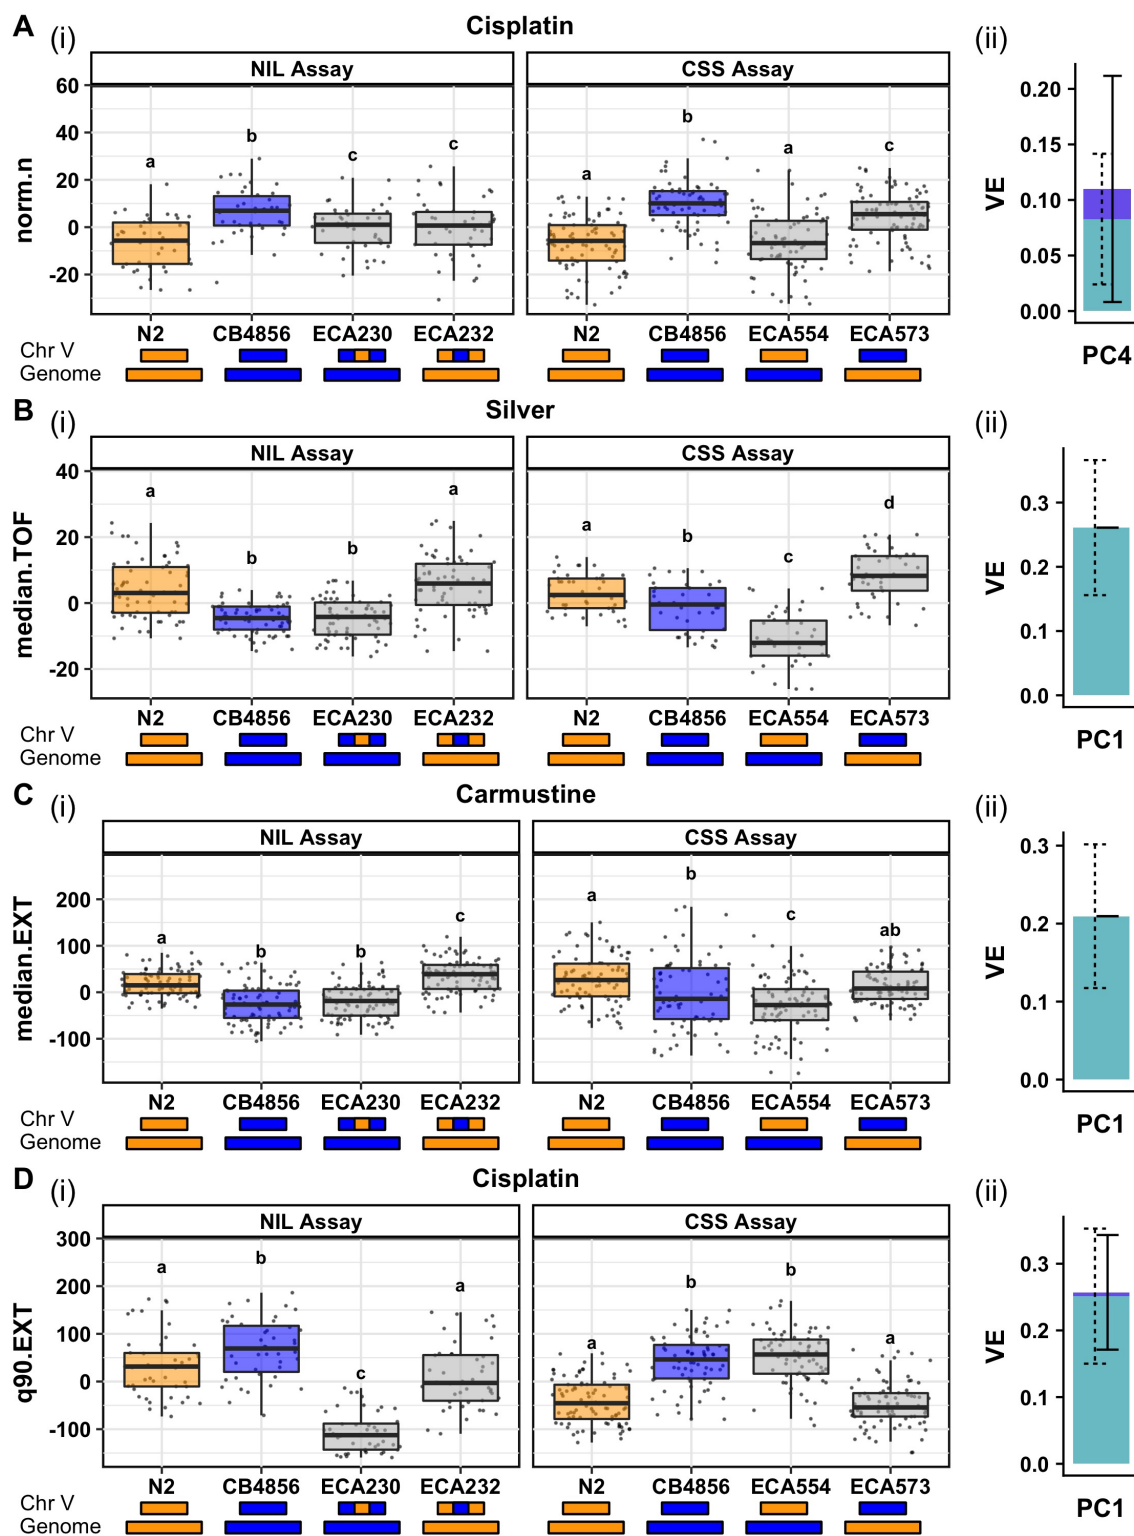 A (i) Cisplatin (ii)
NIL Assay CSS Assay
norm.n
60
40
20
0
-20
a b c c
a b a c
N2 CB4856 ECA230 ECA232 N2 CB4856 ECA554 ECA573
Chr V
Genome
VE
0.20
0.15
0.10
0.05
0.00
PC4
B (i) Silver (ii)
NIL Assay CSS Assay
median.TOF
40
20
0
-20
a b b a
a b c d
N2 CB4856 ECA230 ECA232 N2 CB4856 ECA554 ECA573
Chr V
Genome
VE
0.3
0.2
0.1
0.0
PC1
C (i) Carmustine (ii)
NIL Assay CSS Assay
median.EXT
200
100
0
-100
a b b c
a b c ab
N2 CB4856 ECA230 ECA232 N2 CB4856 ECA554 ECA573
Chr V
Genome
VE
0.3
0.2
0.1
0.0
PC1
D (i) Cisplatin (ii)
NIL Assay CSS Assay
q90.EXT
300
200
100
0
-100
a b c a
a b b a
N2 CB4856 ECA230 ECA232 N2 CB4856 ECA554 ECA573
Chr V
Genome
VE
0.3
0.2
0.1
0.0
PC1